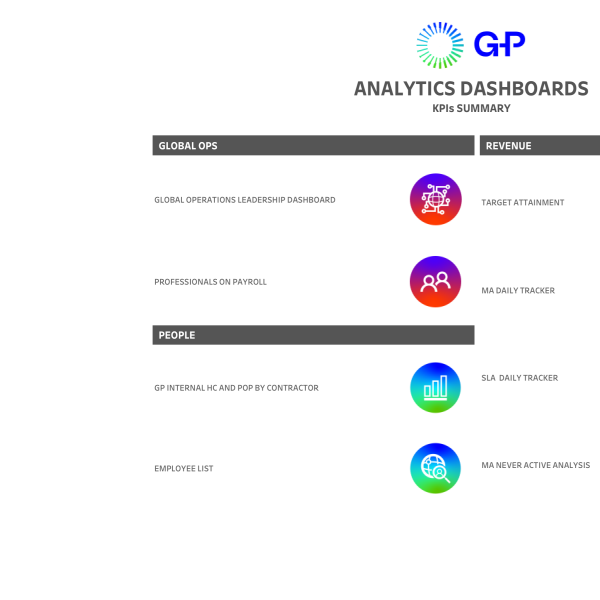 G-P
ANALYTICS DASHBOARDS
KPIs SUMMARY
GLOBAL OPS
GLOBAL OPERATIONS LEADERSHIP DASHBOARD
PROFESSIONALS ON PAYROLL
PEOPLE
GP INTERNAL HC AND POP BY CONTRACTOR
EMPLOYEE LIST
REVENUE
TARGET ATTAINMENT
MA DAILY TRACKER
SLA  DAILY TRACKER
MA NEVER ACTIVE ANALYSIS